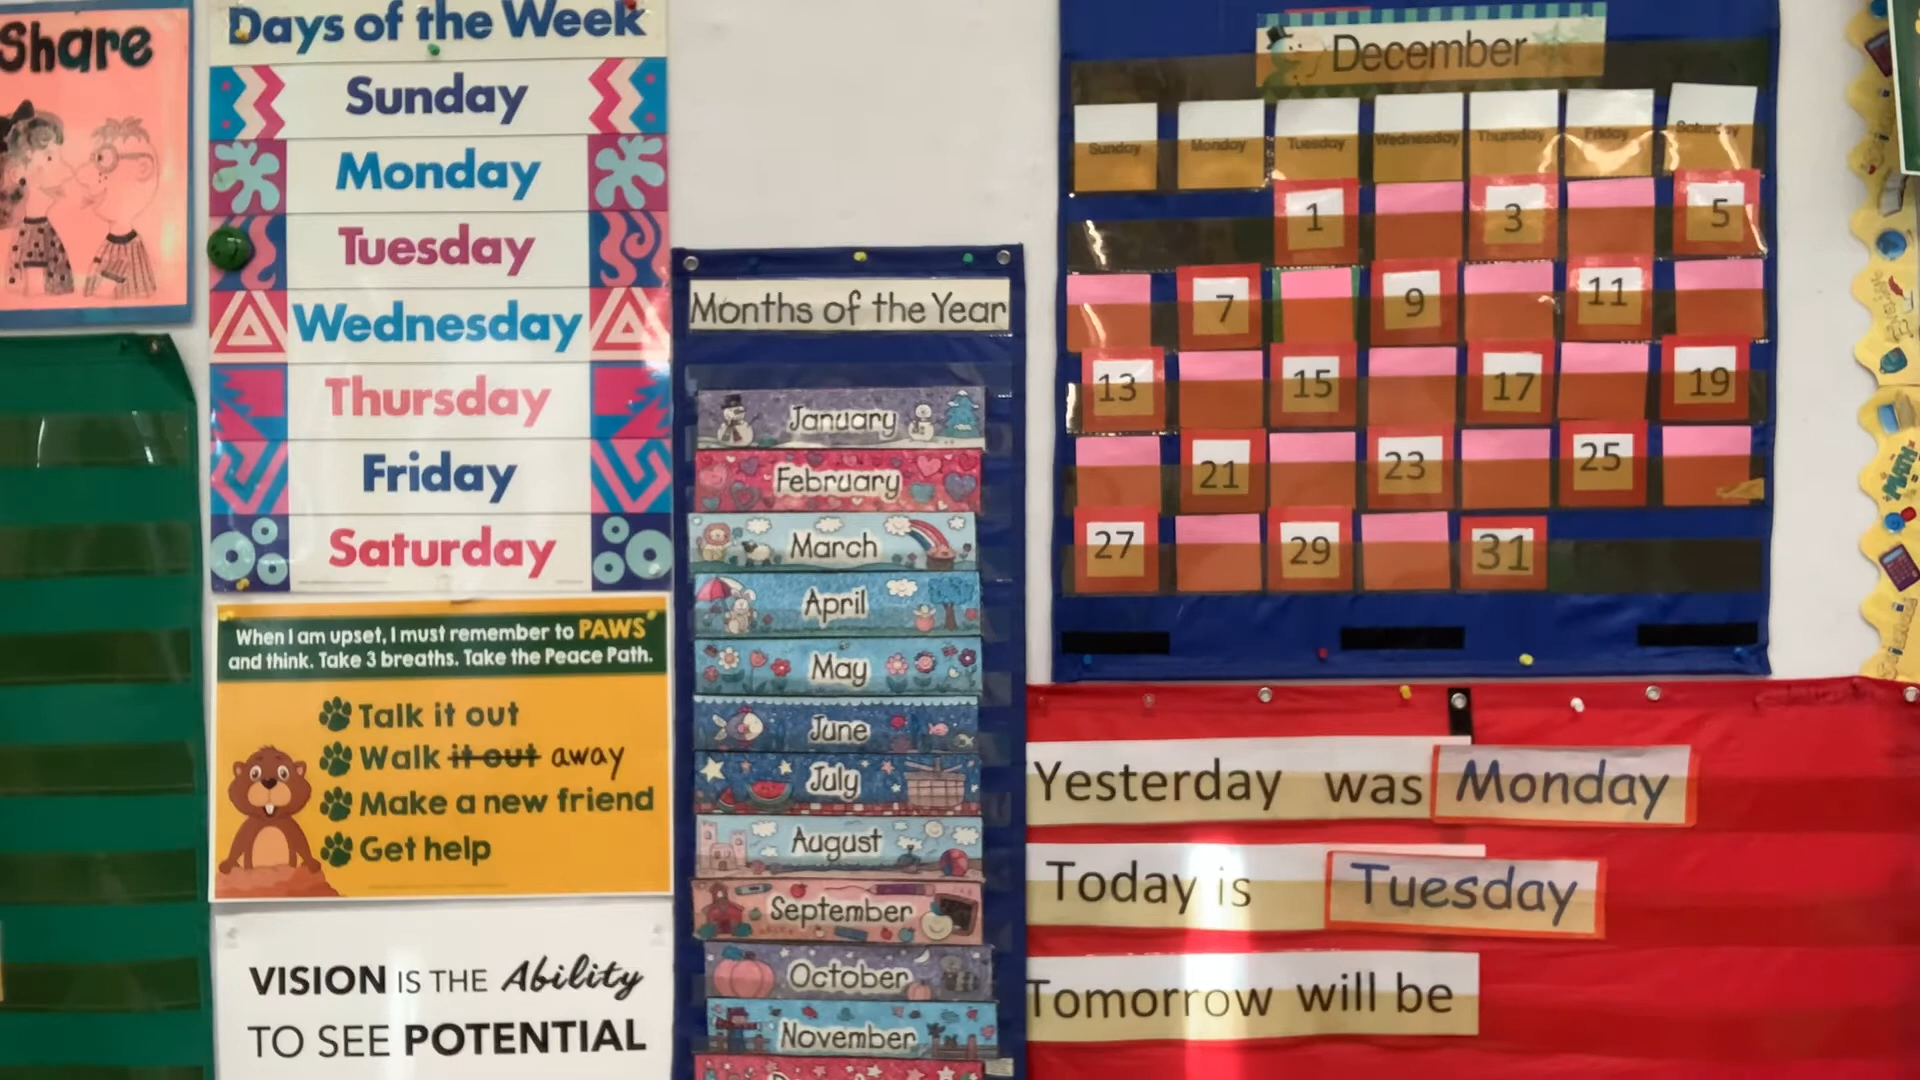 Share
Days of the Week
Sunday
Monday
Tuesday
Wednesday
Thursday
Friday
Saturday
When I am upset, I must remember to PAWS
and think. Take 3 breaths. Take the Peace Path.
Talk it out
Walk it out away
Make a new friend
Get help
VISION IS THE Ability
TO SEE POTENTIAL
Months of the Year
January
February
March
April
May
June
July
August
September
October
November
December
Sunday Monday Tuesday Wednesday Thursday Friday Saturday
1 3 5
7 9 11
13 15 17 19
21 23 25
27 29 31
Yesterday was Monday
Today is Tuesday
Tomorrow will be
MATH